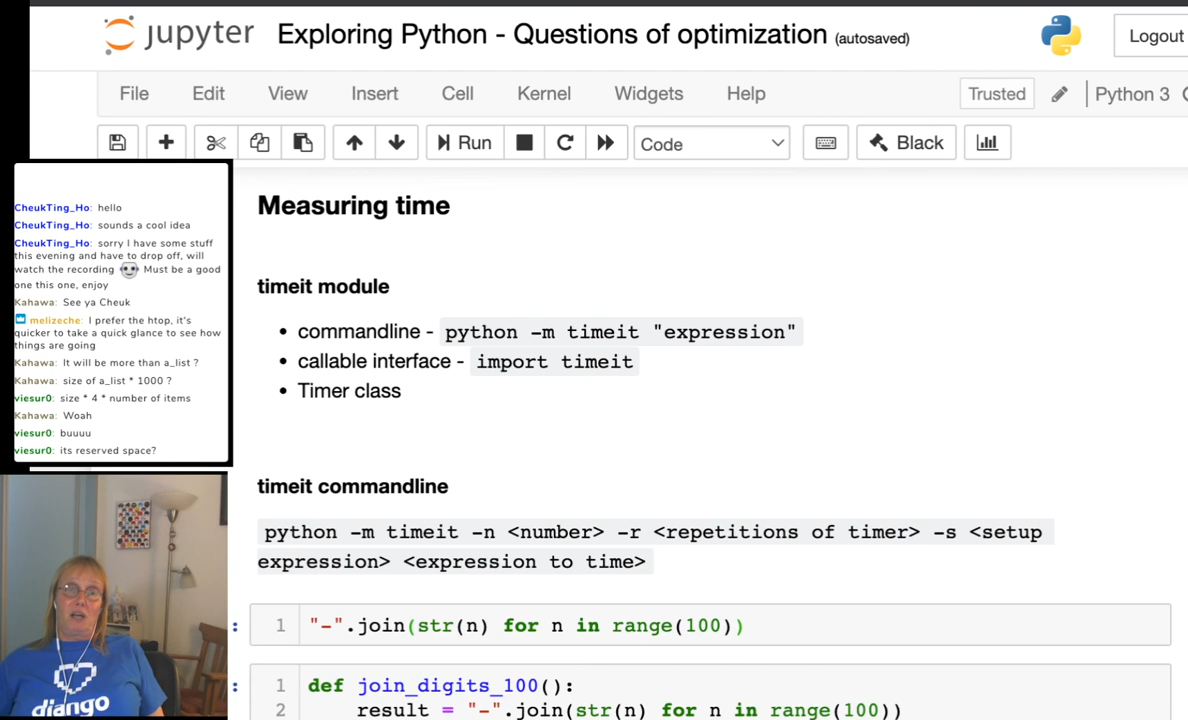 jupyter Exploring Python - Questions of optimization (autosaved)
Logout
File Edit View Insert Cell Kernel Widgets Help
Trusted
Python 3
Run
Code
Black
CheukTing_Ho: hello
CheukTing_Ho: sounds a cool idea
CheukTing_Ho: sorry I have some stuff
this evening and have to drop off, will
watch the recording Must be a good
one this one, enjoy
Kahawa: See ya Cheuk
melizeche: I prefer the htop, it's
quicker to take a quick glance to see how
things are going
Kahawa: It will be more than a_list ?
Kahawa: size of a_list * 1000 ?
viesur0: size * 4 * number of items
Kahawa: Woah
viesur0: buuuu
viesur0: its reserved space?
django
Measuring time
timeit module
• commandline - python -m timeit "expression"
• callable interface - import timeit
• Timer class
timeit commandline
python -m timeit -n <number> -r <repetitions of timer> -s <setup
expression> <expression to time>
: 1 "-".join(str(n) for n in range(100))
: 1 def join_digits_100():
2 result = "-".join(str(n) for n in range(100))